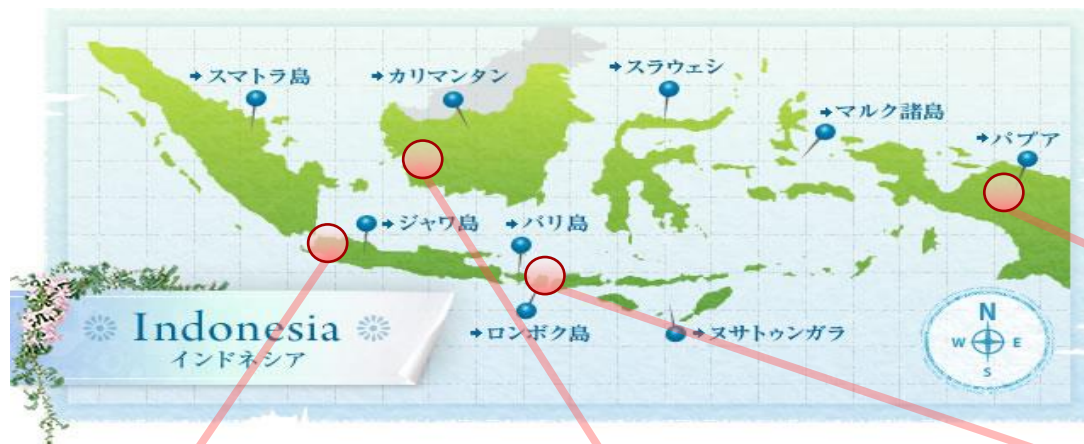 ➔スマトラ島
➔カリマンタン
➔スラウェシ
➔マルク諸島
➔パプア
➔ジャワ島
➔バリ島
➔ロンボク島
➔ヌサトゥンガラ
Indonesia
インドネシア
N
W E
S